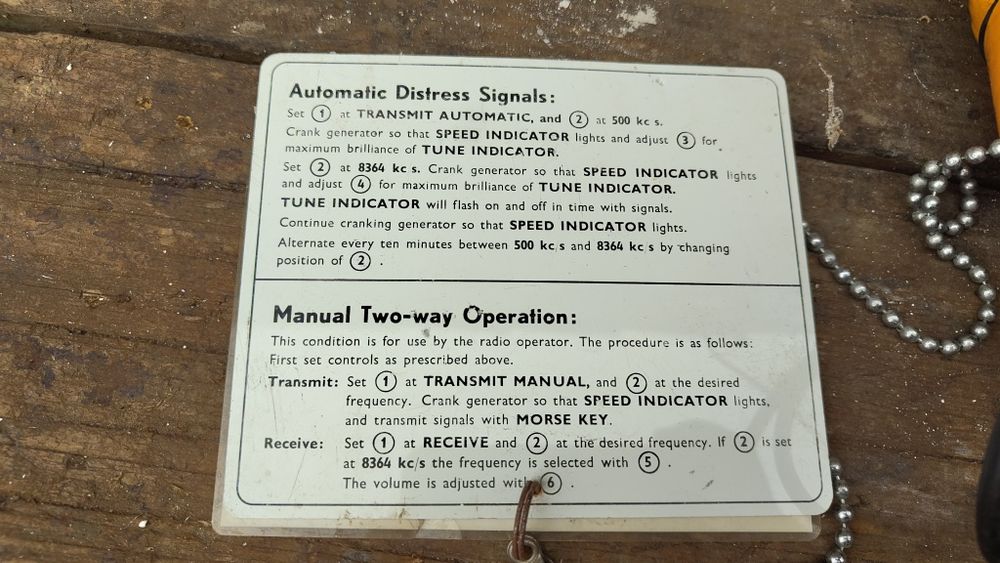 Automatic Distress Signals:
Set ① at TRANSMIT AUTOMATIC, and ② at 500 kc s.
Crank generator so that SPEED INDICATOR lights and adjust ③ for
maximum brilliance of TUNE INDICATOR.
Set ② at 8364 kc s. Crank generator so that SPEED INDICATOR lights
and adjust ④ for maximum brilliance of TUNE INDICATOR.
TUNE INDICATOR will flash on and off in time with signals.
Continue cranking generator so that SPEED INDICATOR lights.
Alternate every ten minutes between 500 kc/s and 8364 kc s by changing
position of ② .
Manual Two-way Operation:
This condition is for use by the radio operator. The procedure is as follows:
First set controls as prescribed above.
Transmit: Set ① at TRANSMIT MANUAL, and ② at the desired
frequency. Crank generator so that SPEED INDICATOR lights,
and transmit signals with MORSE KEY.
Receive: Set ① at RECEIVE and ② at the desired frequency. If ② is set
at 8364 kc/s the frequency is selected with ⑤ .
The volume is adjusted with ⑥ .